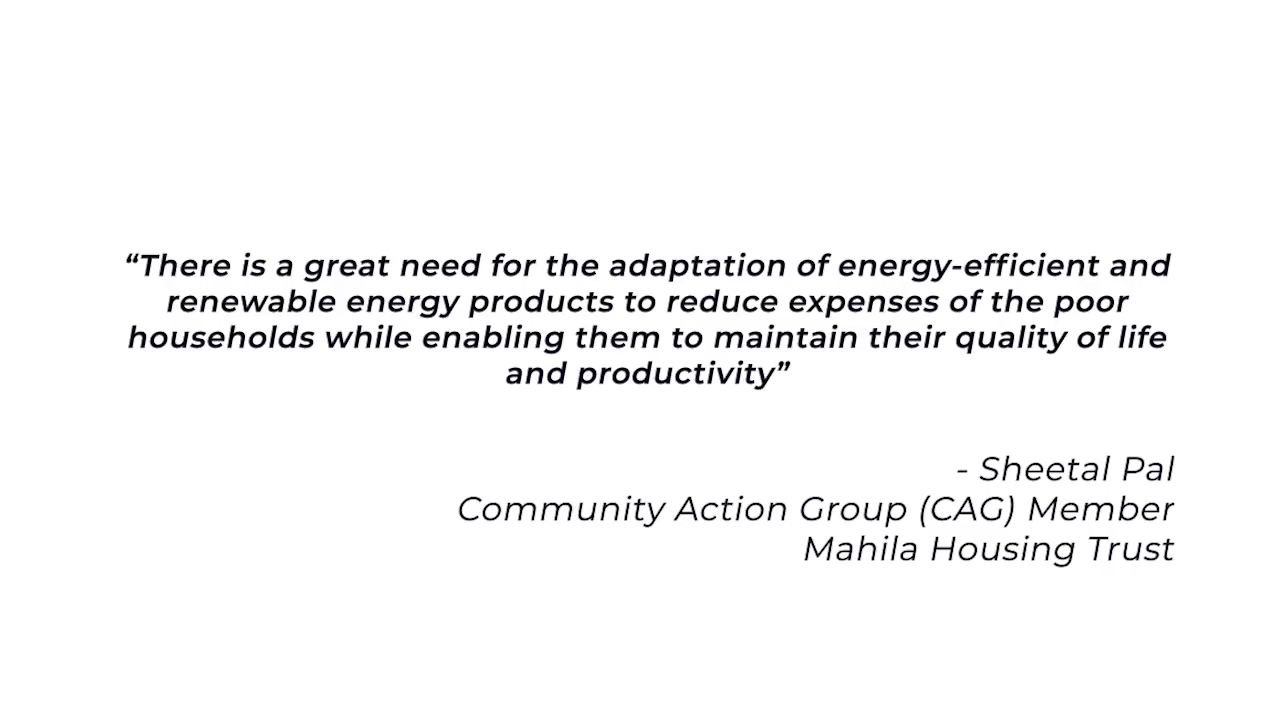 “There is a great need for the adaptation of energy-efficient and
renewable energy products to reduce expenses of the poor
households while enabling them to maintain their quality of life
and productivity”
- Sheetal Pal
Community Action Group (CAG) Member
Mahila Housing Trust